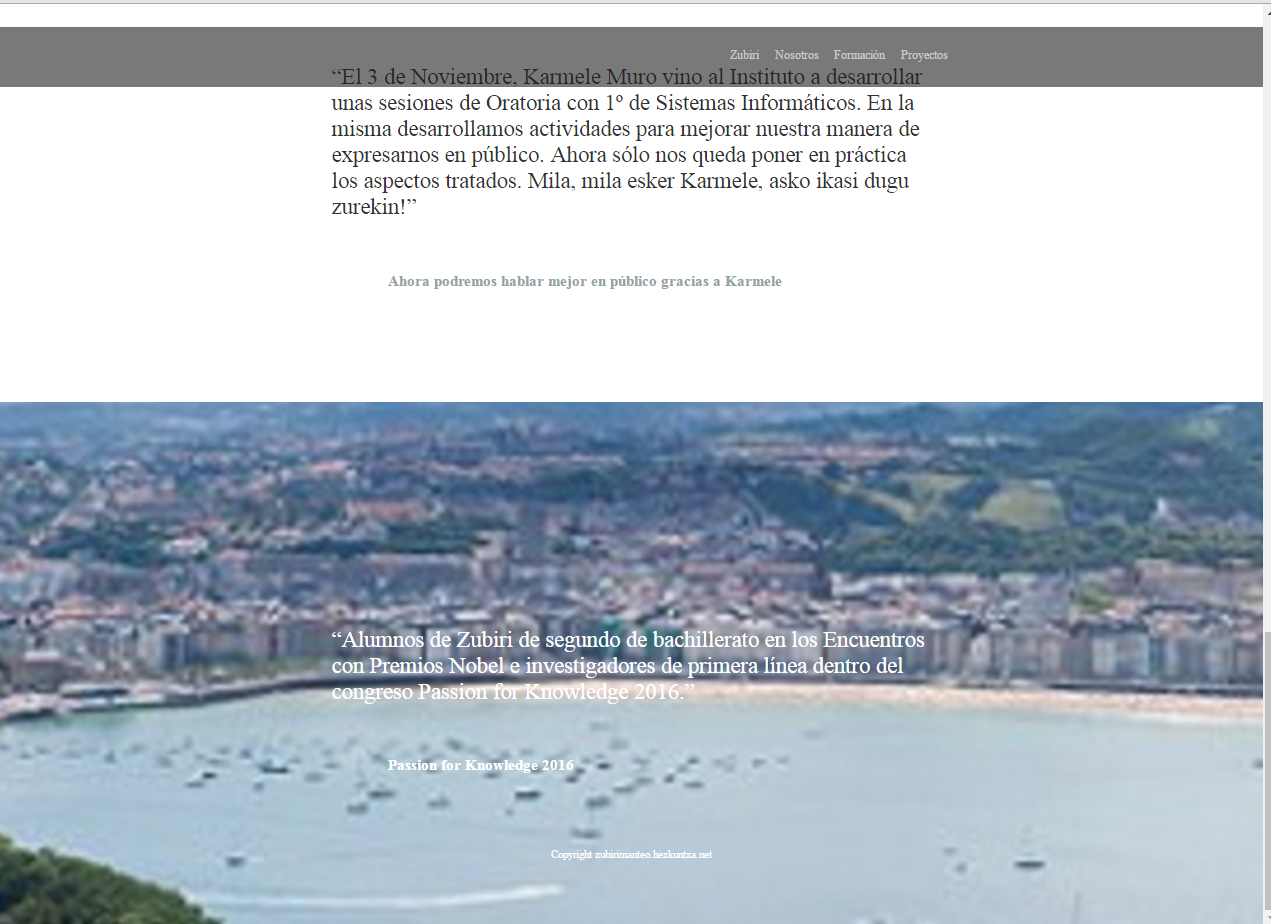 Zubiri Nosotros Formación Proyectos
“El 3 de Noviembre, Karmele Muro vino al Instituto a desarrollar
unas sesiones de Oratoria con 1º de Sistemas Informáticos. En la
misma desarrollamos actividades para mejorar nuestra manera de
expresarnos en público. Ahora sólo nos queda poner en práctica
los aspectos tratados. Mila, mila esker Karmele, asko ikasi dugu
zurekin!”
Ahora podremos hablar mejor en público gracias a Karmele
“Alumnos de Zubiri de segundo de bachillerato en los Encuentros
con Premios Nobel e investigadores de primera línea dentro del
congreso Passion for Knowledge 2016.”
Passion for Knowledge 2016
Copyright zubirimanteo.hezkuntza.net